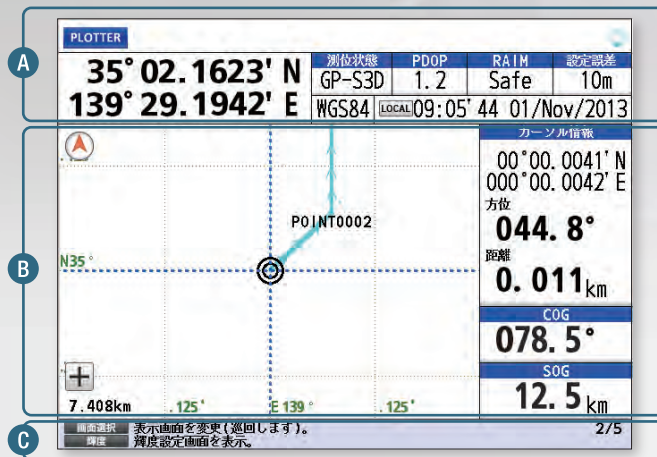 A
PLOTTER
35°02.1623' N
139°29.1942' E
測位状態 PDOP RAIM 設定誤差
GP-S3D 1.2 Safe 10m
WGS84 LOCAL 09:05'44 01/Nov/2013
B
カーソル情報
00°00.0041' N
000°00.0042' E
方位
044.8°
距離
0.011km
COG
078.5°
SOG
12.5km
POINT0002
N35°
+
7.408km .125' E139° .125'
C
画面選択 表示画面を変更(巡回します)。 2/5
輝度 輝度設定画面を表示。